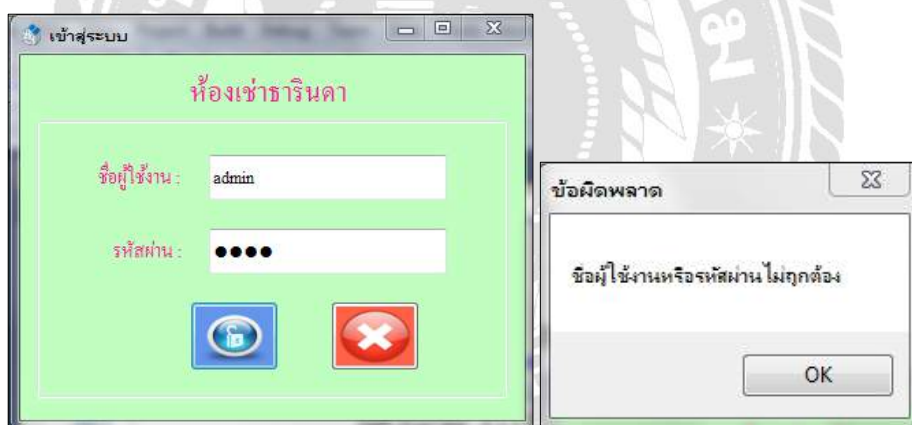 เข้าสู่ระบบ
ห้องเช่าธารินดา
ชื่อผู้ใช้งาน : admin
รหัสผ่าน : ●●●●
ข้อผิดพลาด
ชื่อผู้ใช้งานหรือรหัสผ่านไม่ถูกต้อง
OK